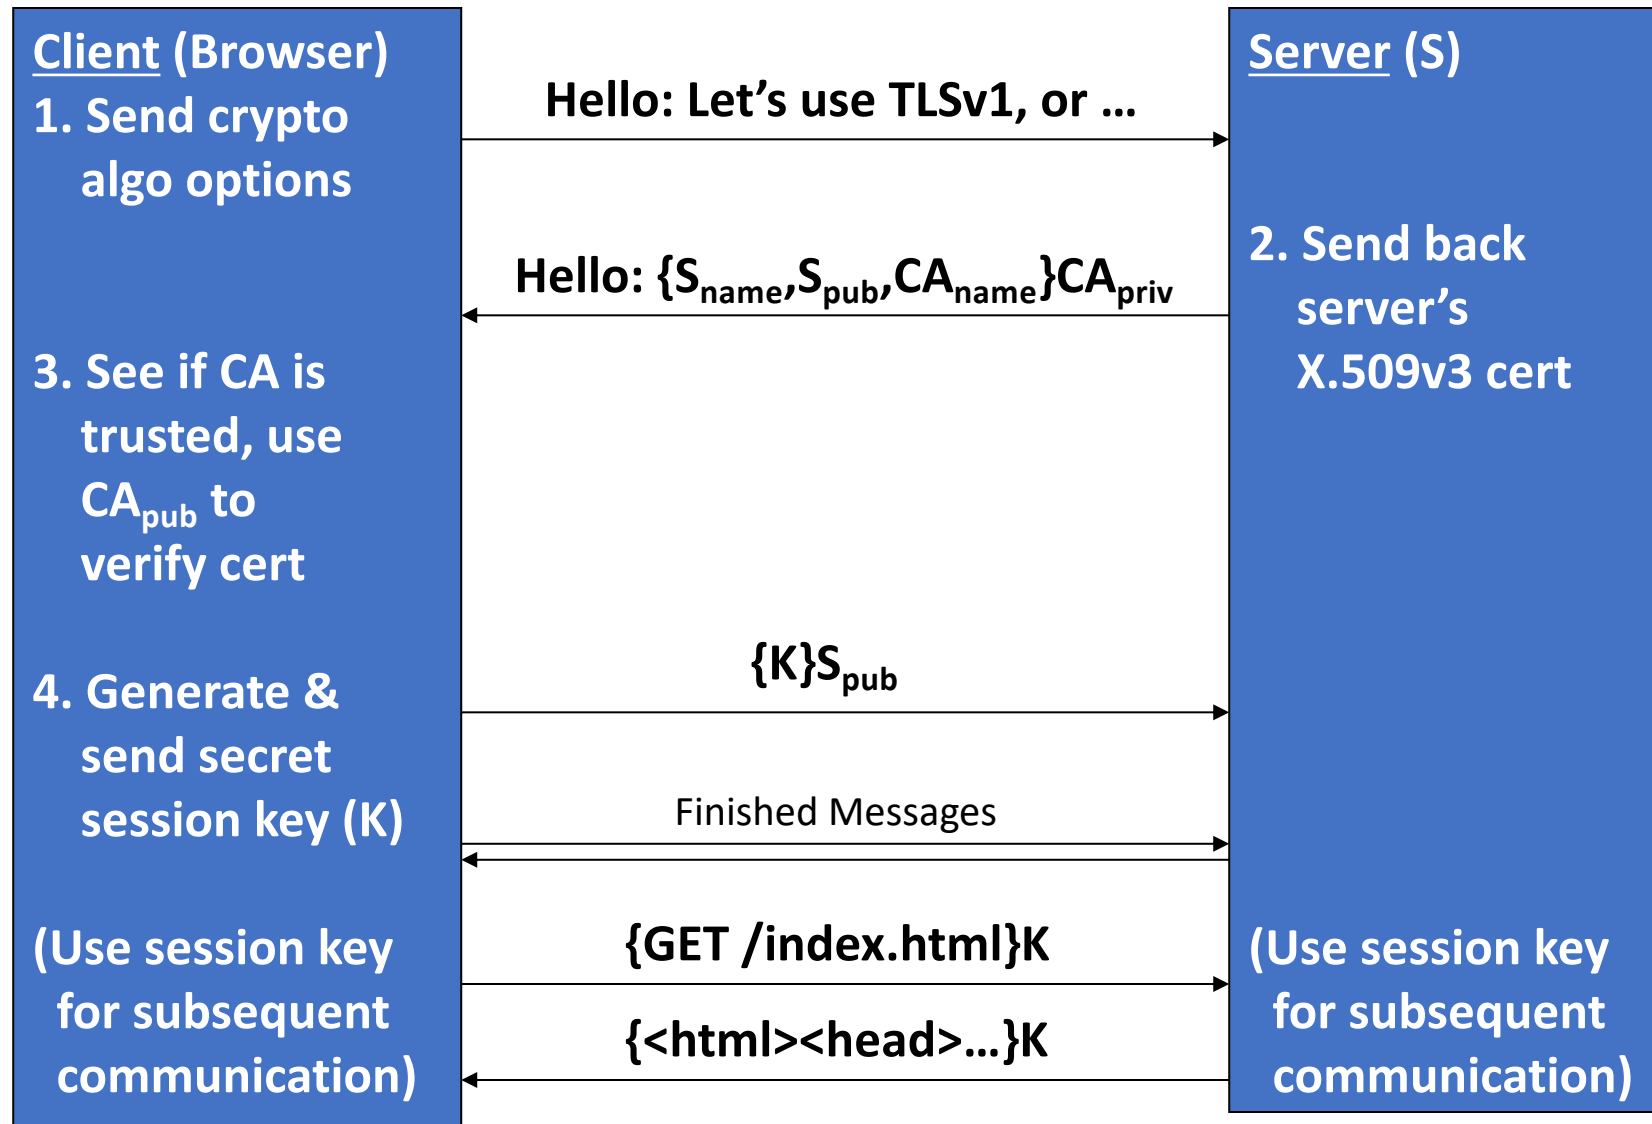 Client (Browser)
1. Send crypto
algo options
Hello: Let’s use TLSv1, or …
Server (S)
2. Send back
server’s
X.509v3 cert
Hello: {Sname,Spub,CAname}CApriv
3. See if CA is
trusted, use
CApub to
verify cert
4. Generate &
send secret
session key (K)
{K}Spub
Finished Messages
(Use session key
for subsequent
communication)
{GET /index.html}K
{<html><head>…}K
(Use session key
for subsequent
communication)